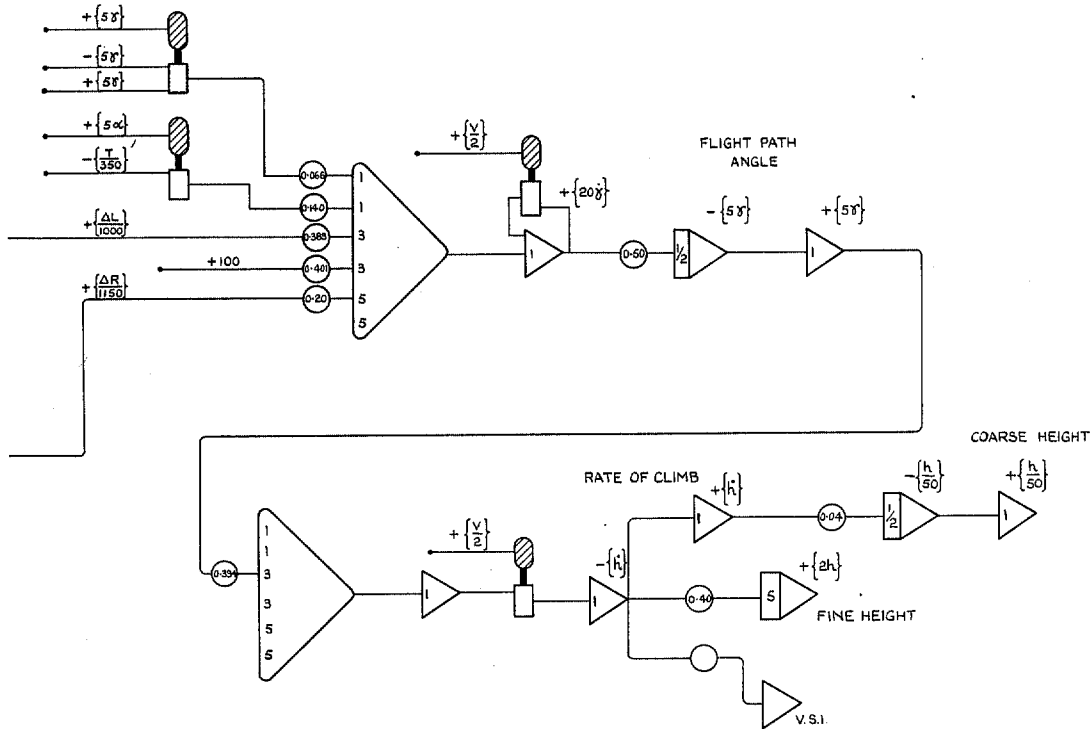 +{5γ}
-{5γ}
+{5γ}
+{5α}
-{T/350}
+{ΔL/1000}
+100
+{ΔR/1150}
0.066
0.140
0.385
0.401
0.20
1
1
3
3
5
5
+{V/2}
1
+{20γ̇}
0.50
1/2
FLIGHT PATH
ANGLE
-{5γ}
+{5γ}
1
0.334
1
1
3
3
5
5
1
+{V/2}
1
-{ḣ}
RATE OF CLIMB
+{ḣ}
1
0.04
1/2
-{h/50}
COARSE HEIGHT
+{h/50}
1
0.40
5
+{2h}
FINE HEIGHT
V.S.I.